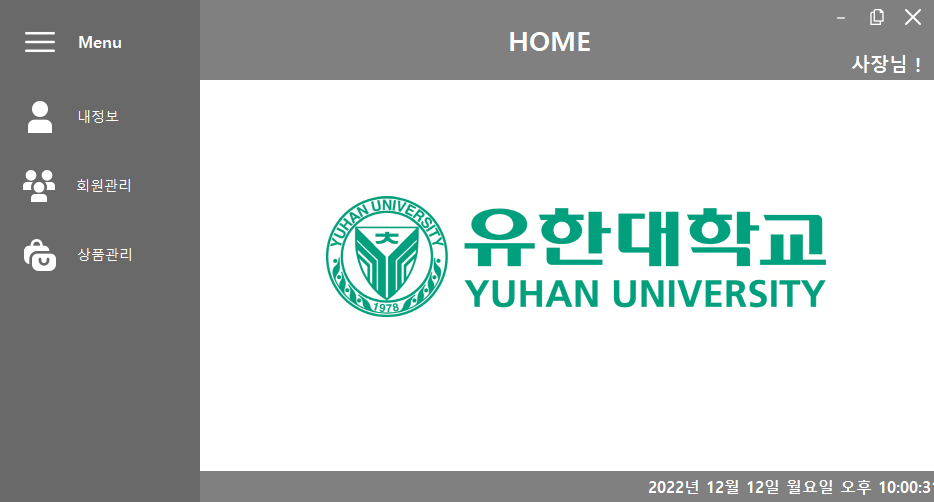 Menu
HOME
사장님 !
내정보
회원관리
상품관리
YUHAN UNIVERSITY
大
1978
유한대학교
YUHAN UNIVERSITY
2022년 12월 12일 월요일 오후 10:00:31